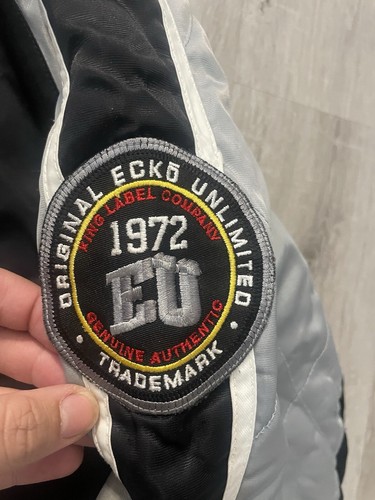 ORIGINAL ECKŌ UNLIMITED
KING LABEL COMPANY
1972
EŪ
GENUINE AUTHENTIC
• TRADEMARK •